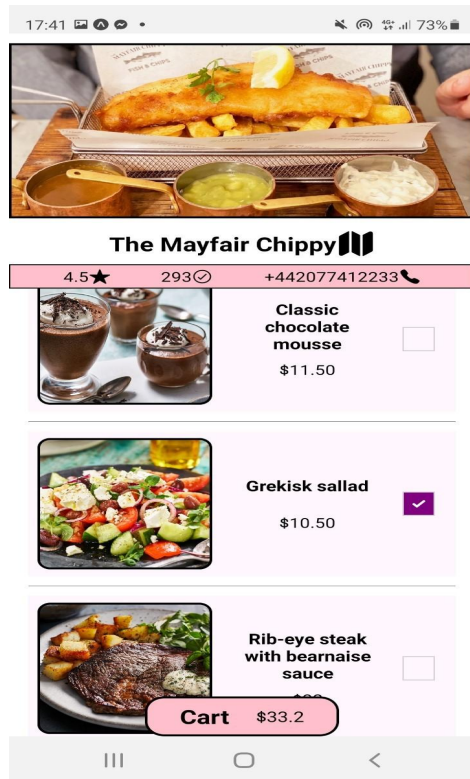 17:41
4G+ 73%
MAYFAIR CHIPPY
FISH & CHIPS
The Mayfair Chippy
4.5 293 +442077412233
Classic
chocolate
mousse
$11.50
Grekisk sallad
$10.50
Rib-eye steak
with bearnaise
sauce
Cart $33.2